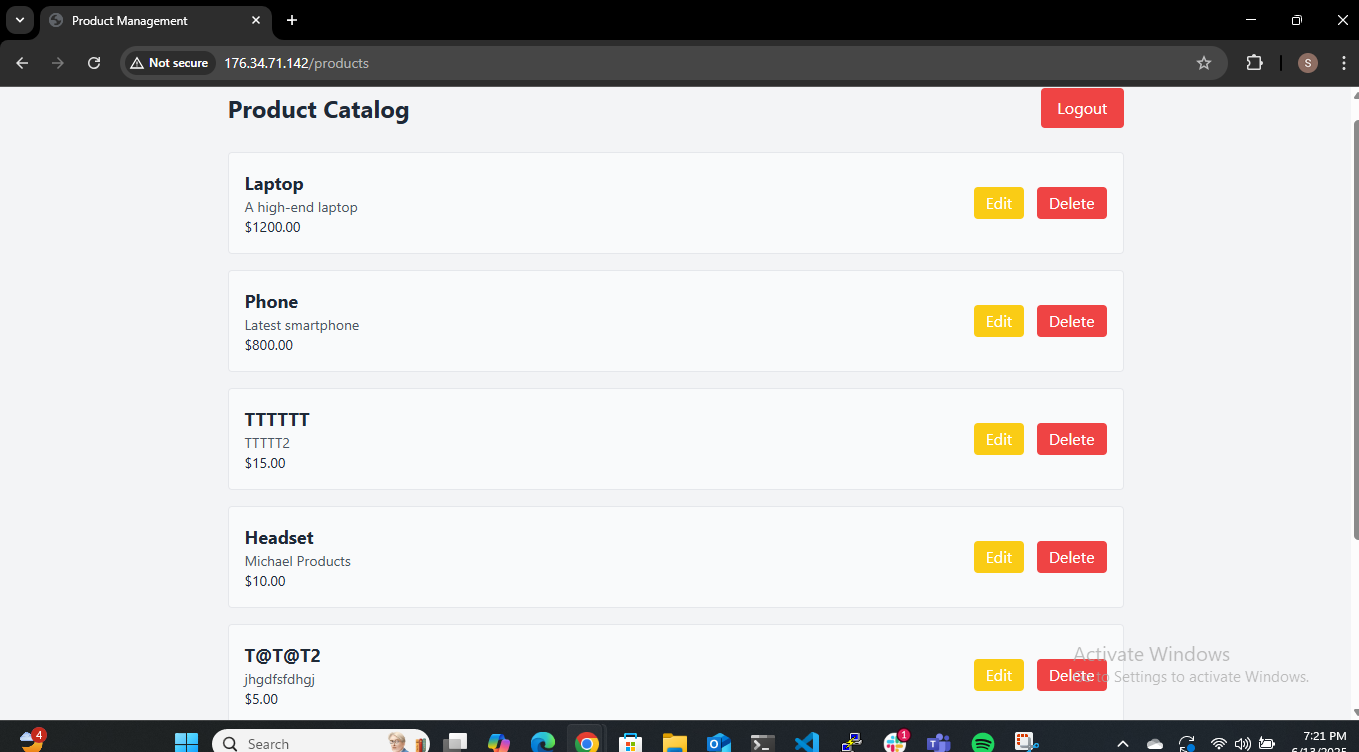 Product Management
Not secure
176.34.71.142/products
S
Product Catalog
Logout
Laptop
A high-end laptop
$1200.00
Edit
Delete
Phone
Latest smartphone
$800.00
Edit
Delete
TTTTTT
TTTTT2
$15.00
Edit
Delete
Headset
Michael Products
$10.00
Edit
Delete
T@T@T2
jhgdfsfdhgj
$5.00
Edit
Delete
Activate Windows
to Settings to activate Windows.
4
Search
1
7:21 PM
6/13/2025